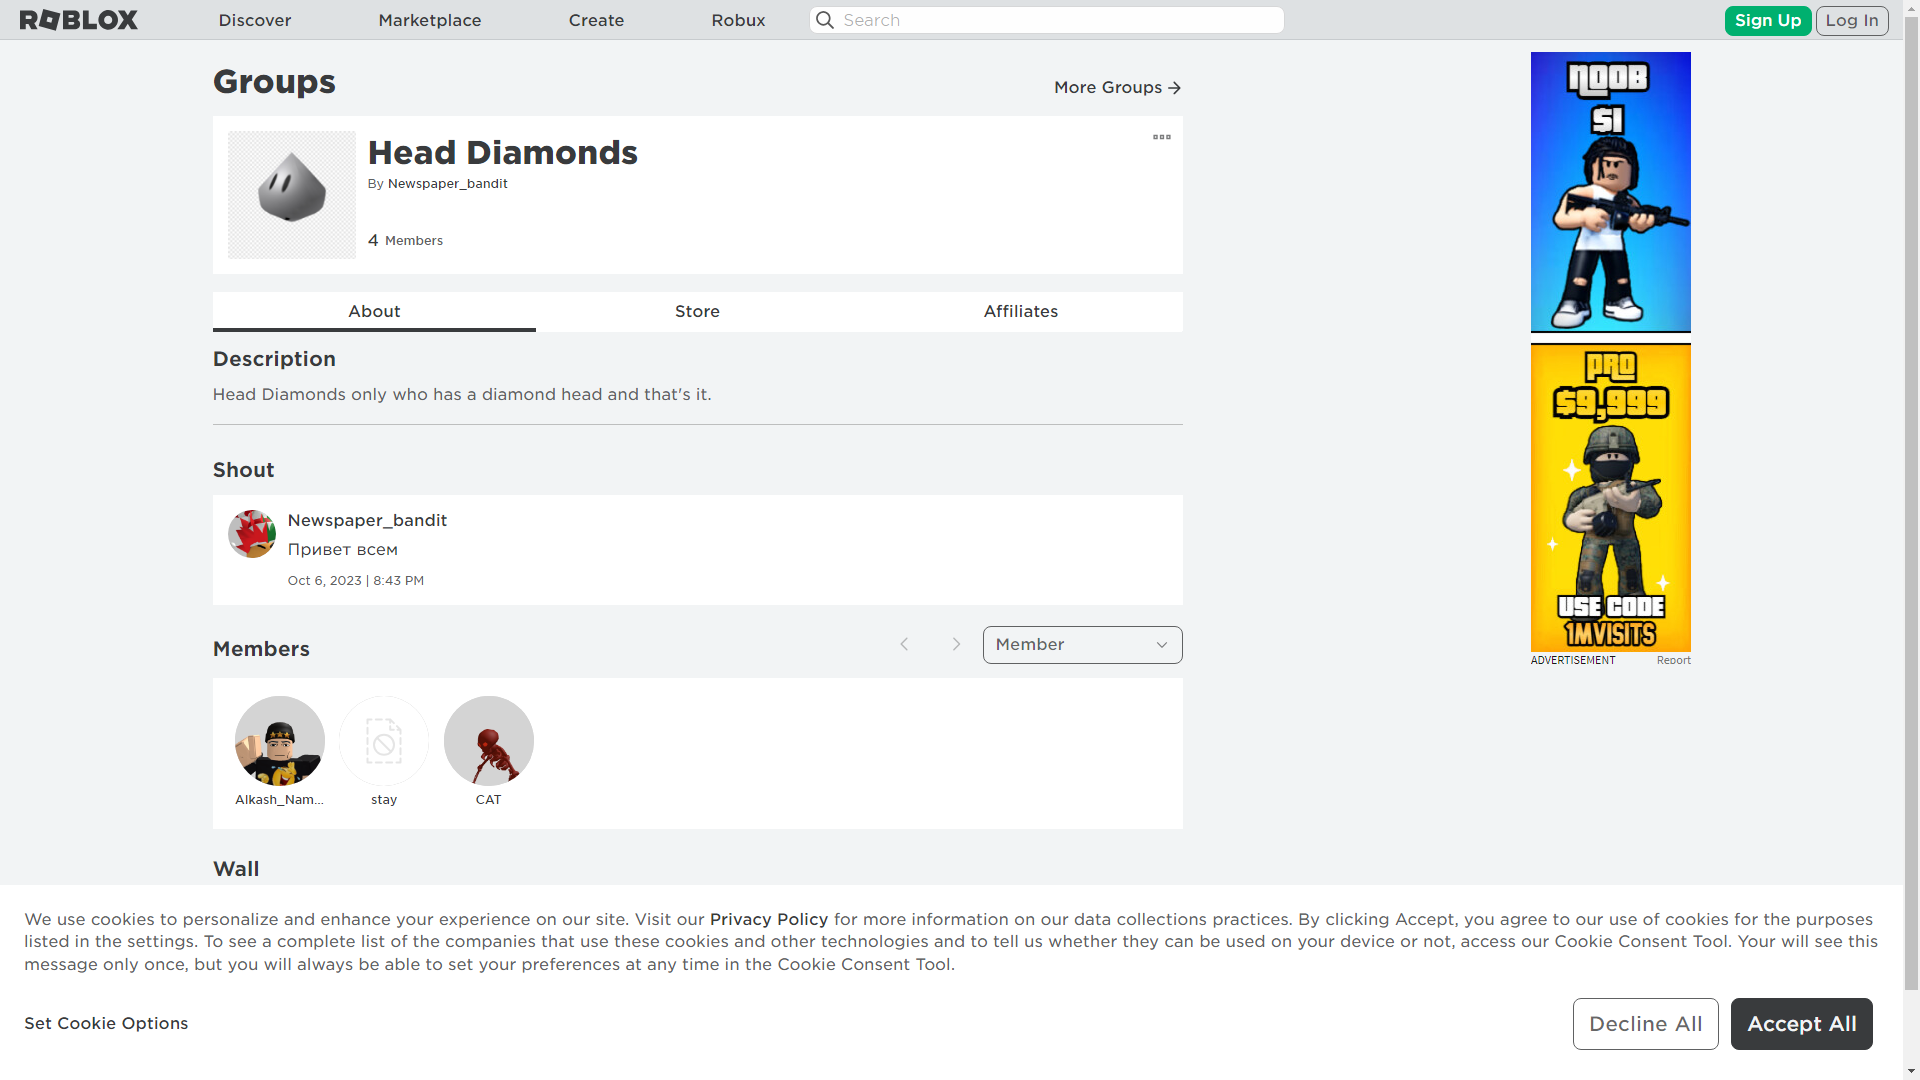 ROBLOX
Discover
Marketplace
Create
Robux
Search
Sign Up
Log In
Groups
More Groups
Head Diamonds
By Newspaper_bandit
4 Members
About
Store
Affiliates
Description
Head Diamonds only who has a diamond head and that's it.
Shout
Newspaper_bandit
Привет всем
Oct 6, 2023 | 8:43 PM
Members
Member
Alkash_Nam...
stay
CAT
Wall
NOOB
$1
PRO
$9,999
USE CODE
1MVISITS
ADVERTISEMENT
Report
We use cookies to personalize and enhance your experience on our site. Visit our Privacy Policy for more information on our data collections practices. By clicking Accept, you agree to our use of cookies for the purposes
listed in the settings. To see a complete list of the companies that use these cookies and other technologies and to tell us whether they can be used on your device or not, access our Cookie Consent Tool. Your will see this
message only once, but you will always be able to set your preferences at any time in the Cookie Consent Tool.
Set Cookie Options
Decline All
Accept All